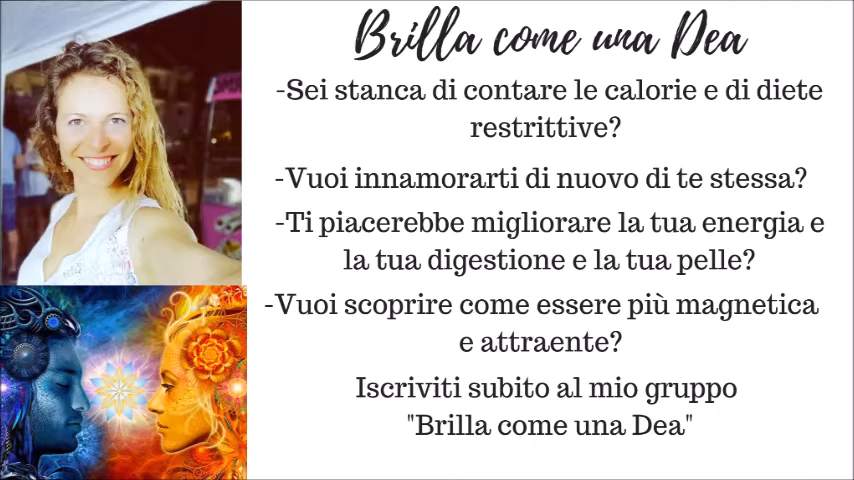 Brilla come una Dea
-Sei stanca di contare le calorie e di diete
restrittive?
-Vuoi innamorarti di nuovo di te stessa?
-Ti piacerebbe migliorare la tua energia e
la tua digestione e la tua pelle?
-Vuoi scoprire come essere più magnetica
e attraente?
Iscriviti subito al mio gruppo
"Brilla come una Dea"